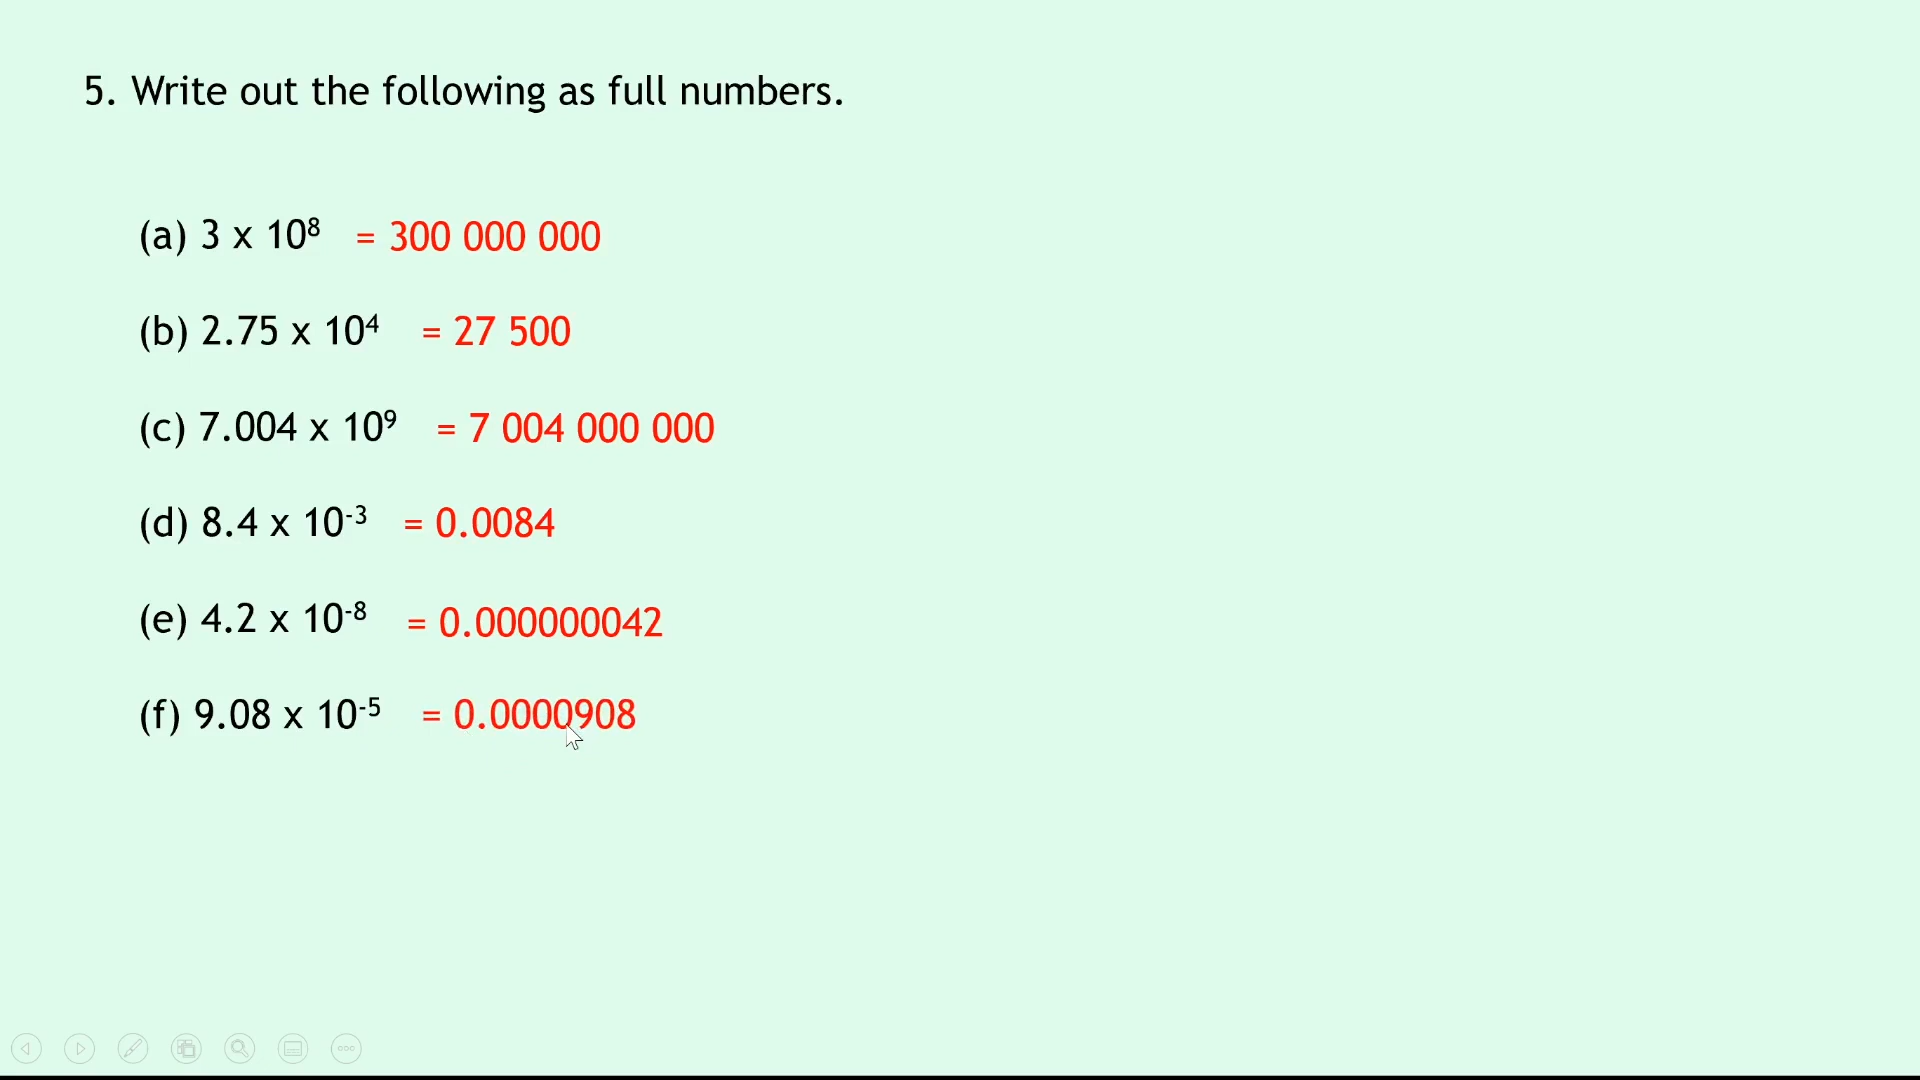 5. Write out the following as full numbers.
(a) 3 x 10⁸ = 300 000 000
(b) 2.75 x 10⁴ = 27 500
(c) 7.004 x 10⁹ = 7 004 000 000
(d) 8.4 x 10⁻³ = 0.0084
(e) 4.2 x 10⁻⁸ = 0.000000042
(f) 9.08 x 10⁻⁵ = 0.0000908